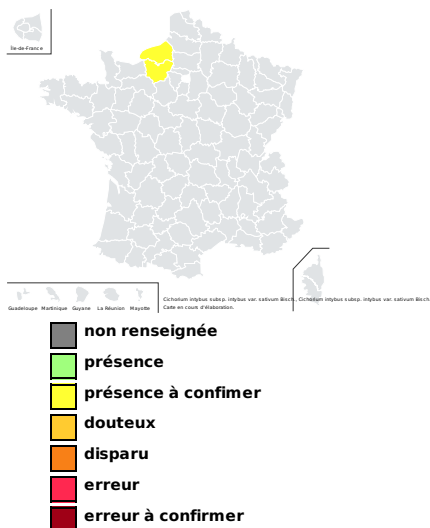 Île-de-France
Guadeloupe Martinique Guyane La Réunion Mayotte
Cichorium intybus subsp. intybus var. sativum Bisch., Cichorium intybus subsp. intybus var. sativum Bisch.
Carte en cours d'élaboration.
non renseignée
présence
présence à confimer
douteux
disparu
erreur
erreur à confirmer